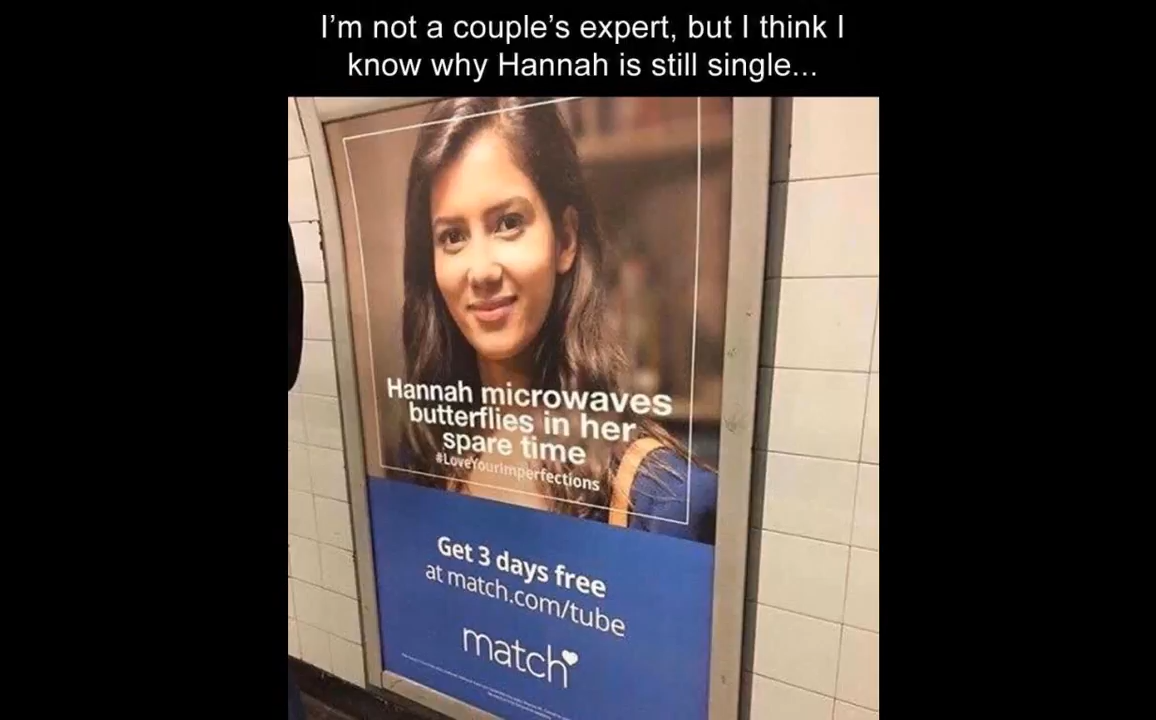 I’m not a couple’s expert, but I think I
know why Hannah is still single...
Hannah microwaves
butterflies in her
spare time
#LoveYourImperfections
Get 3 days free
at match.com/tube
match